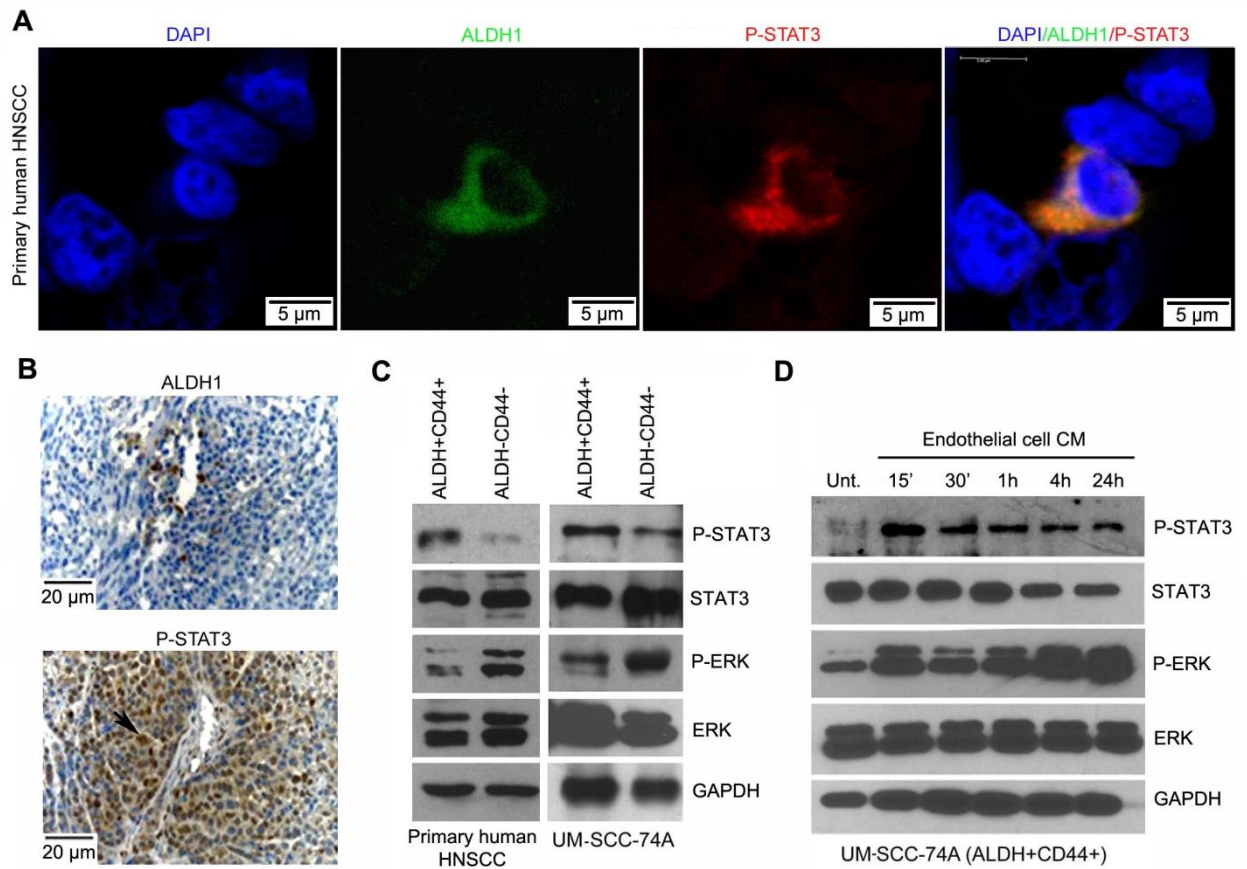 A
DAPI
ALDH1
P-STAT3
DAPI/ALDH1/P-STAT3
Primary human HNSCC
5 µm
5 µm
5 µm
5 µm
B
ALDH1
20 µm
P-STAT3
20 µm
C
ALDH+CD44+
ALDH-CD44-
ALDH+CD44+
ALDH-CD44-
P-STAT3
STAT3
P-ERK
ERK
GAPDH
Primary human
HNSCC
UM-SCC-74A
D
Endothelial cell CM
Unt. 15’ 30’ 1h 4h 24h
P-STAT3
STAT3
P-ERK
ERK
GAPDH
UM-SCC-74A (ALDH+CD44+)